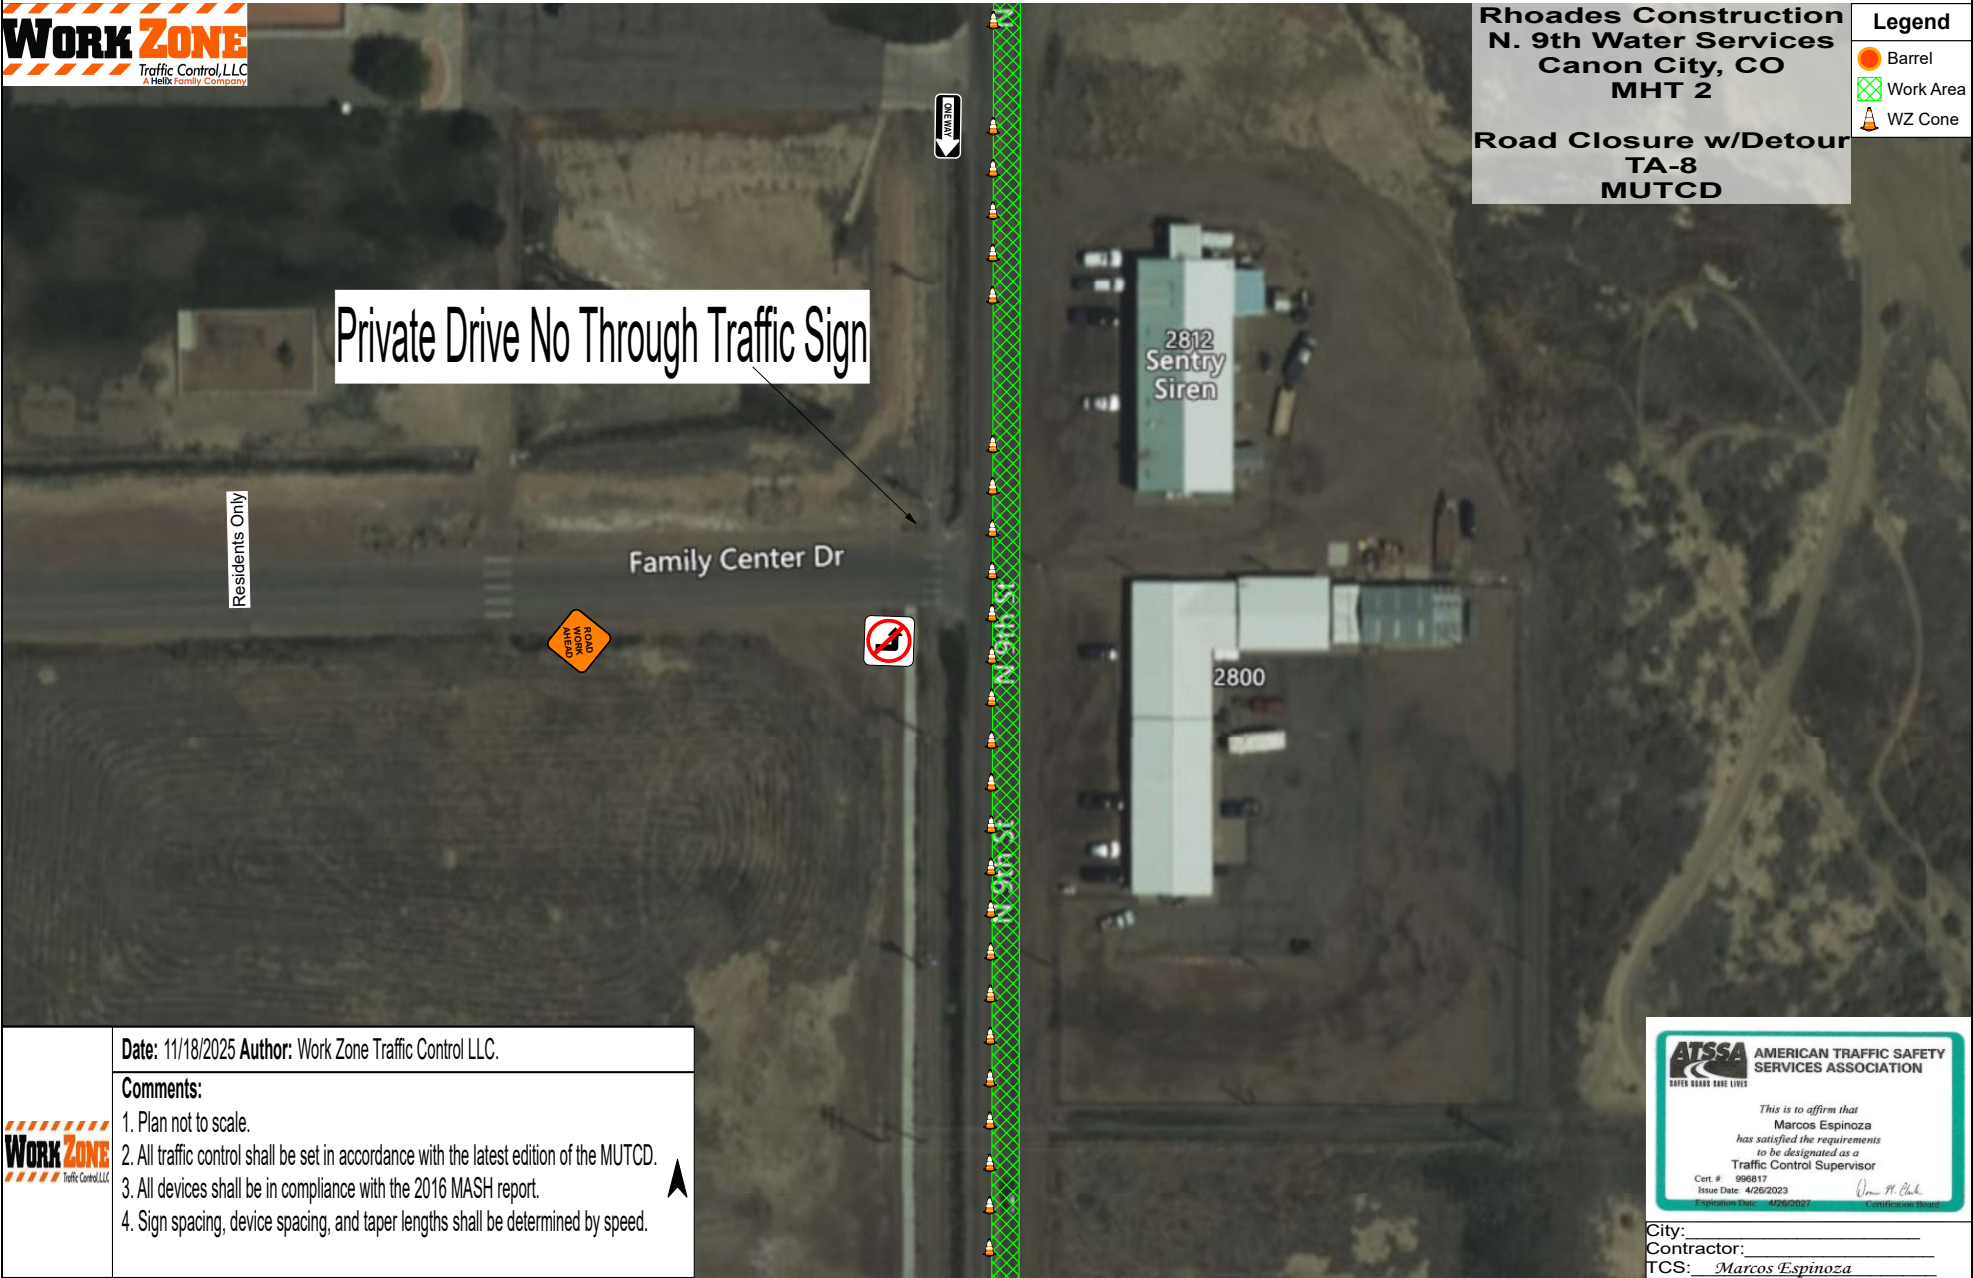 WORK ZONE
Traffic Control, LLC
A Helix Family Company
Rhoades Construction
N. 9th Water Services
Canon City, CO
MHT 2
Road Closure w/Detour
TA-8
MUTCD
Legend
Barrel
Work Area
WZ Cone
N
ONE WAY
Private Drive No Through Traffic Sign
2812
Sentry
Siren
Residents Only
Family Center Dr
ROAD
WORK
AHEAD
N 9th St
2800
N 9th St
Date: 11/18/2025 Author: Work Zone Traffic Control LLC.
Comments:
1. Plan not to scale.
2. All traffic control shall be set in accordance with the latest edition of the MUTCD.
3. All devices shall be in compliance with the 2016 MASH report.
4. Sign spacing, device spacing, and taper lengths shall be determined by speed.
WORK ZONE
Traffic Control, LLC
ATSSA
SAFER ROADS SAVE LIVES
AMERICAN TRAFFIC SAFETY
SERVICES ASSOCIATION
This is to affirm that
Marcos Espinoza
has satisfied the requirements
to be designated as a
Traffic Control Supervisor
Cert. #: 996817
Issue Date: 4/26/2023
Expiration Date: 4/26/2027
Certification Board
City:
Contractor:
TCS: Marcos Espinoza